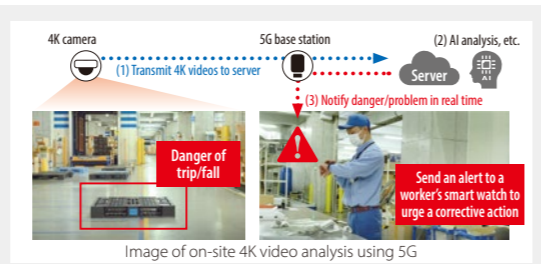 4K camera
5G base station
(2) AI analysis, etc.
(1) Transmit 4K videos to server
Server
AI
(3) Notify danger/problem in real time
Danger of
trip/fall
Send an alert to a
worker's smart watch to
urge a corrective action
Image of on-site 4K video analysis using 5G